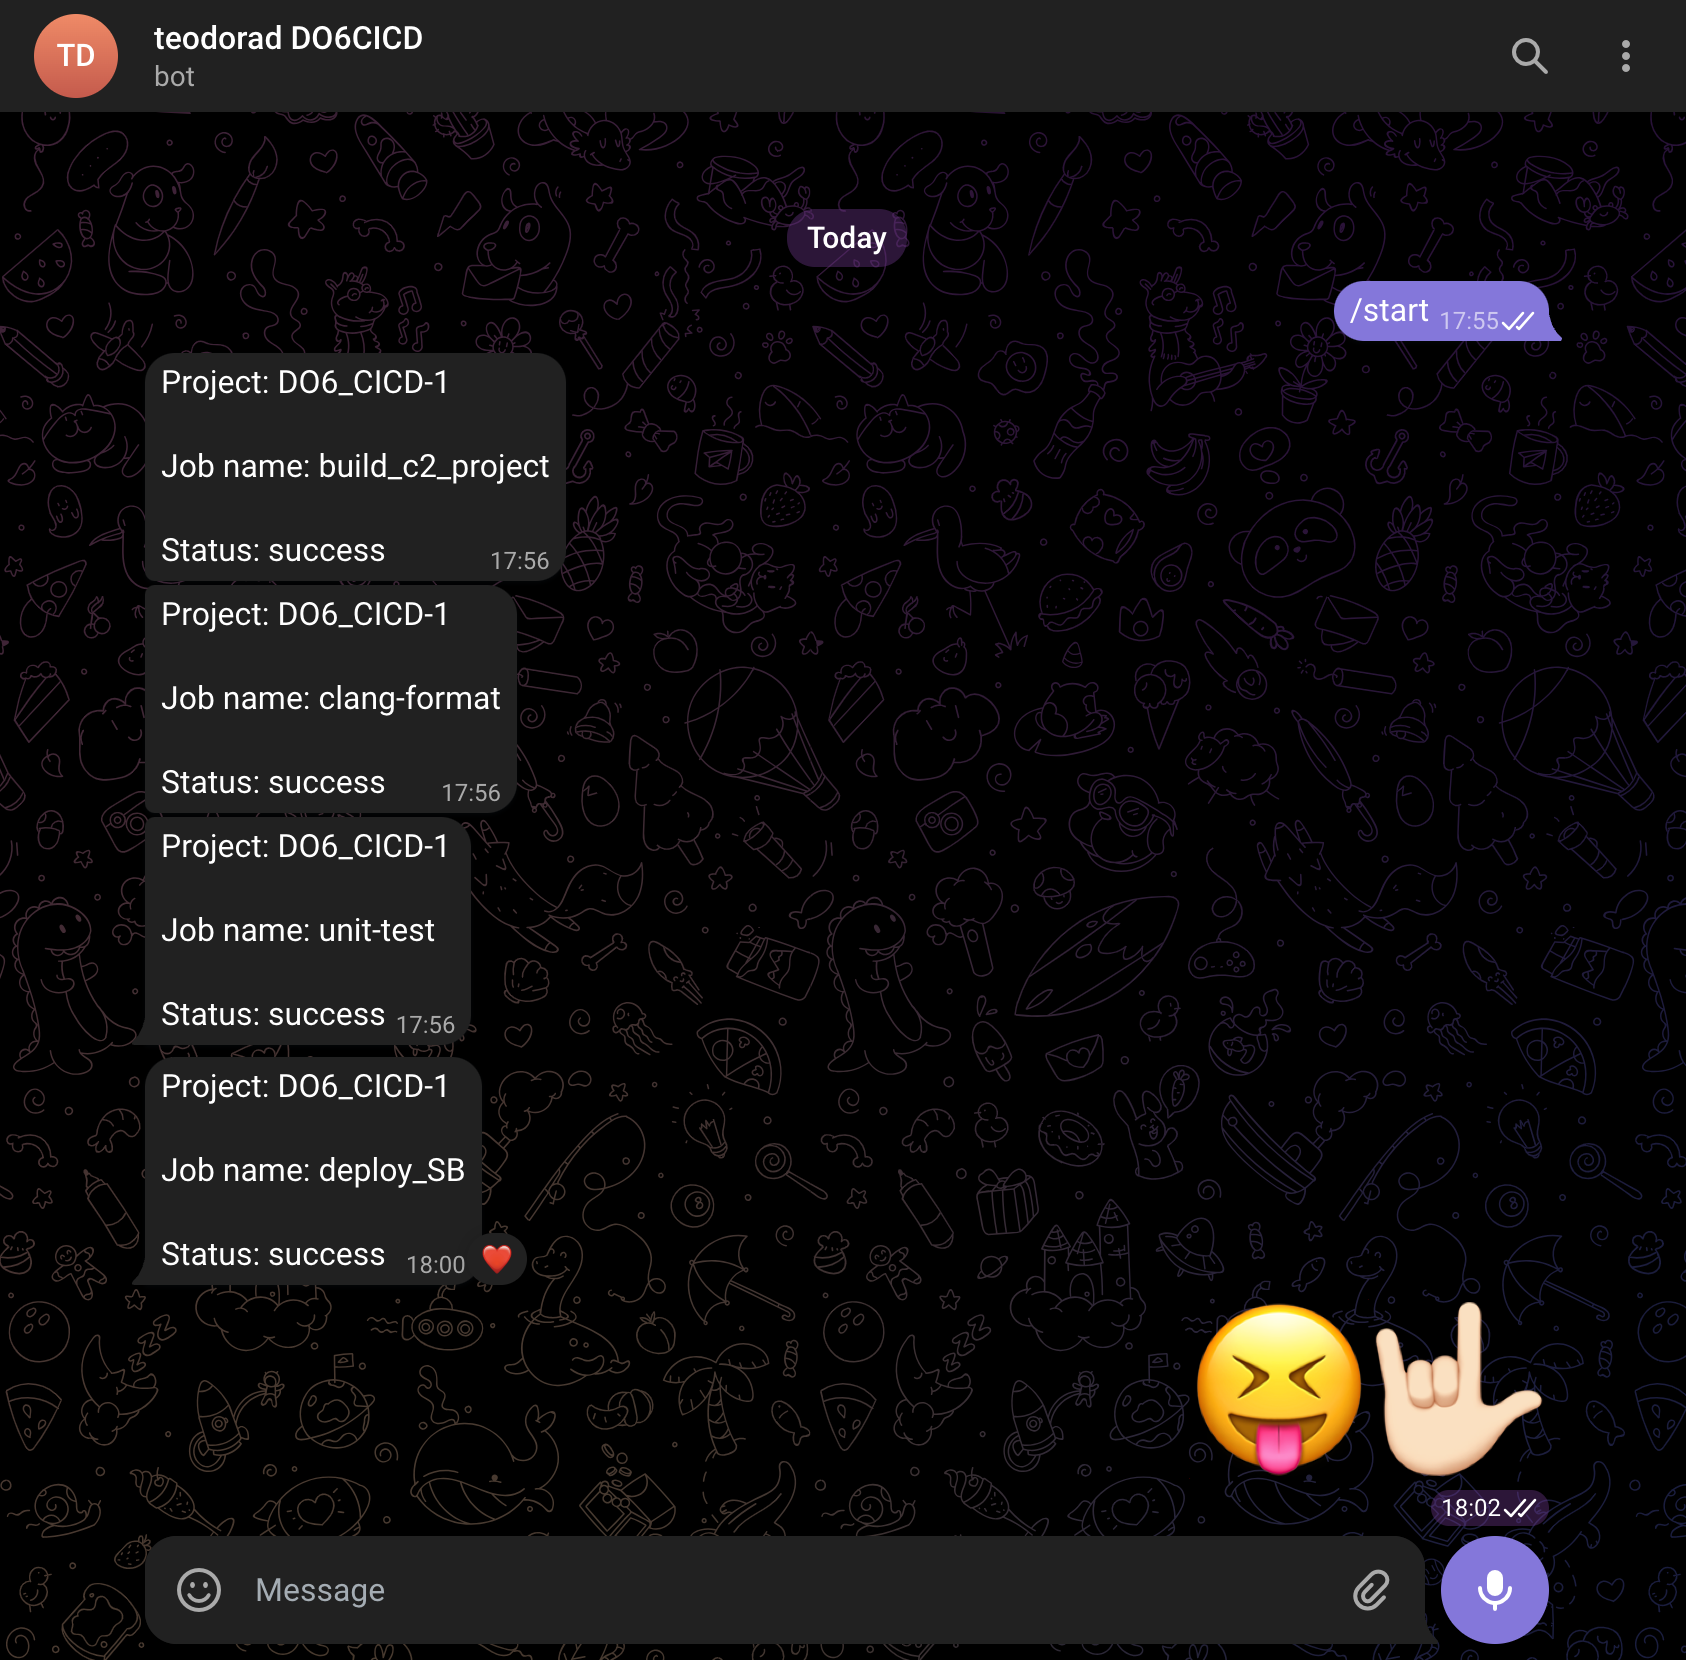 TD
teodorad DO6CICD
bot
Today
/start 17:55
Project: DO6_CICD-1
Job name: build_c2_project
Status: success 17:56
Project: DO6_CICD-1
Job name: clang-format
Status: success 17:56
Project: DO6_CICD-1
Job name: unit-test
Status: success 17:56
Project: DO6_CICD-1
Job name: deploy_SB
Status: success 18:00
18:02
Message